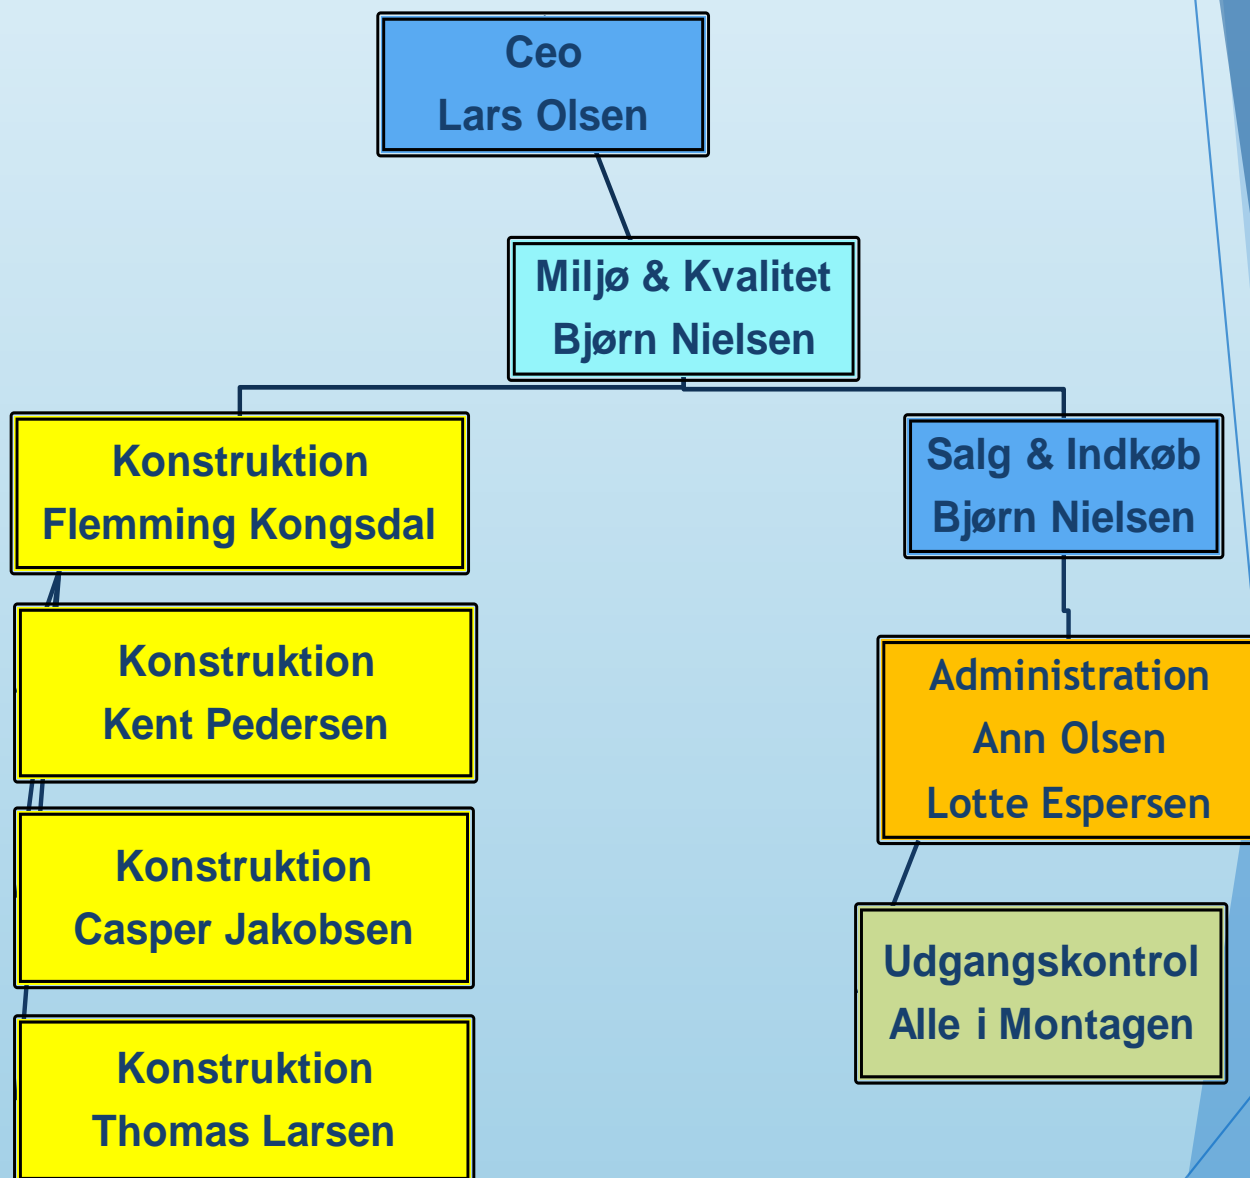 Ceo
Lars Olsen
Miljø & Kvalitet
Bjørn Nielsen
Konstruktion
Flemming Kongsdal
Salg & Indkøb
Bjørn Nielsen
Konstruktion
Kent Pedersen
Administration
Ann Olsen
Lotte Espersen
Konstruktion
Casper Jakobsen
Udgangskontrol
Alle i Montagen
Konstruktion
Thomas Larsen